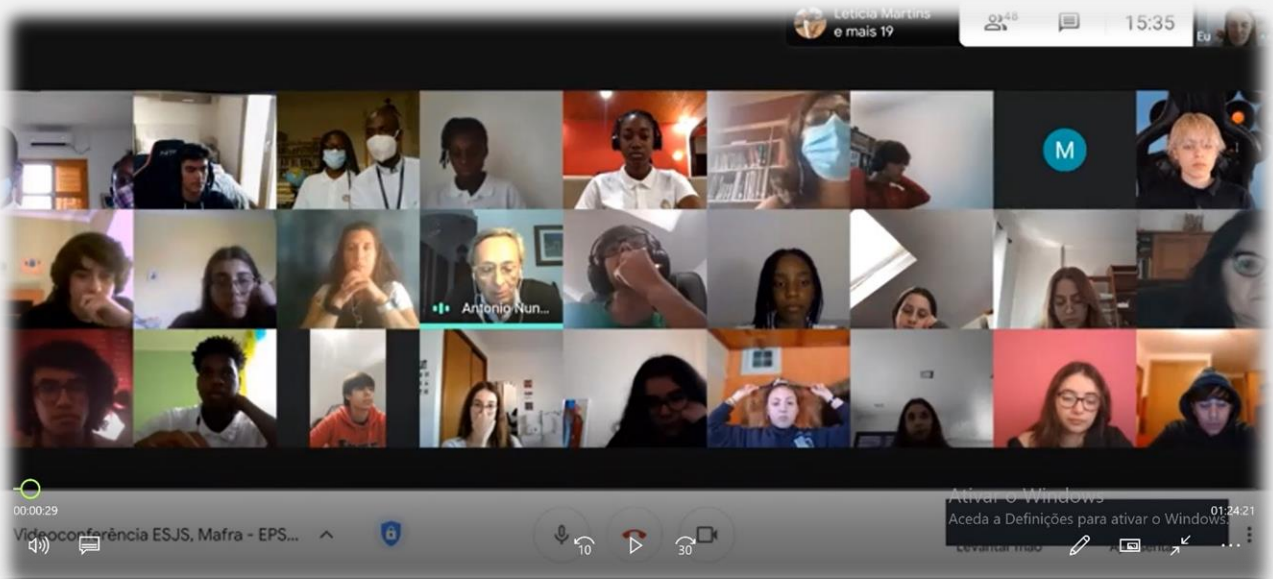 Leticia Martins
e mais 19
48
15:35
Eu
M
Antonio Nun...
00:00:29
01:24:21
Ativar o Windows
Aceda a Definições para ativar o Windows.
Videoconferência ESJS, Mafra - EPS...
10
30
Levantar mão